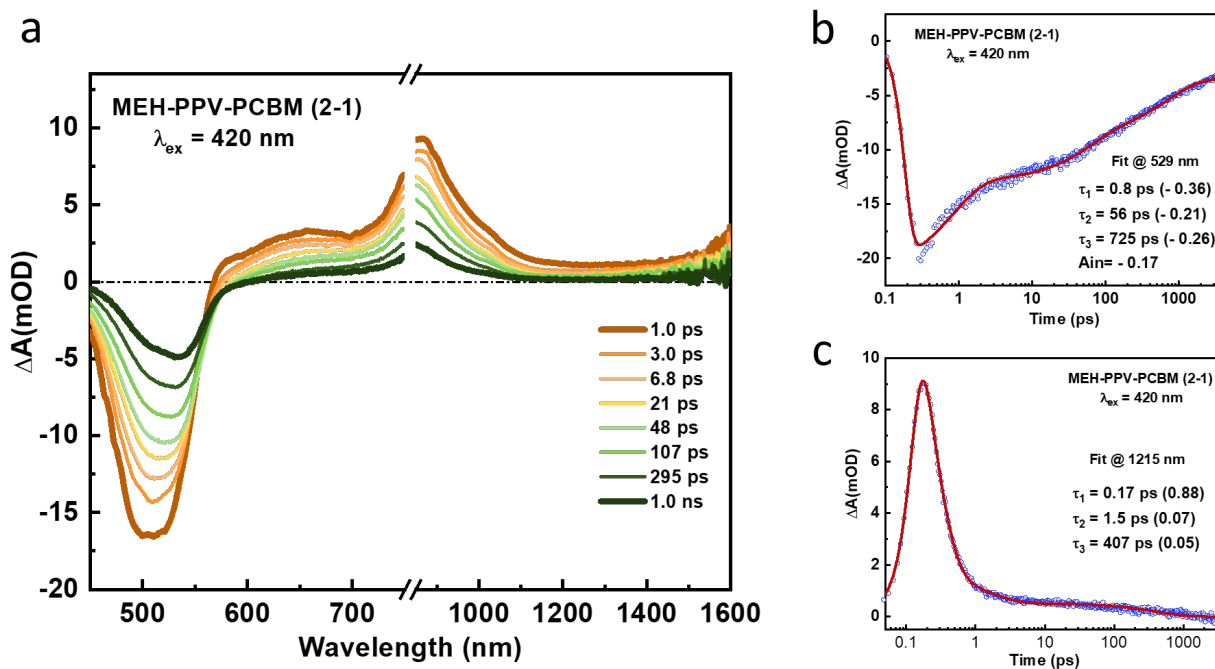 a
MEH-PPV-PCBM (2-1)
λex = 420 nm
ΔA(mOD)
10
5
0
-5
-10
-15
-20
1.0 ps
3.0 ps
6.8 ps
21 ps
48 ps
107 ps
295 ps
1.0 ns
500 600 700 1000 1200 1400 1600
Wavelength (nm)
b
MEH-PPV-PCBM (2-1)
λex = 420 nm
ΔA(mOD)
0
-5
-10
-15
-20
Fit @ 529 nm
τ1 = 0.8 ps (- 0.36)
τ2 = 56 ps (- 0.21)
τ3 = 725 ps (- 0.26)
Ain= - 0.17
0.1 1 10 100 1000
Time (ps)
c
MEH-PPV-PCBM (2-1)
λex = 420 nm
ΔA(mOD)
10
8
6
4
2
0
Fit @ 1215 nm
τ1 = 0.17 ps (0.88)
τ2 = 1.5 ps (0.07)
τ3 = 407 ps (0.05)
0.1 1 10 100 1000
Time (ps)